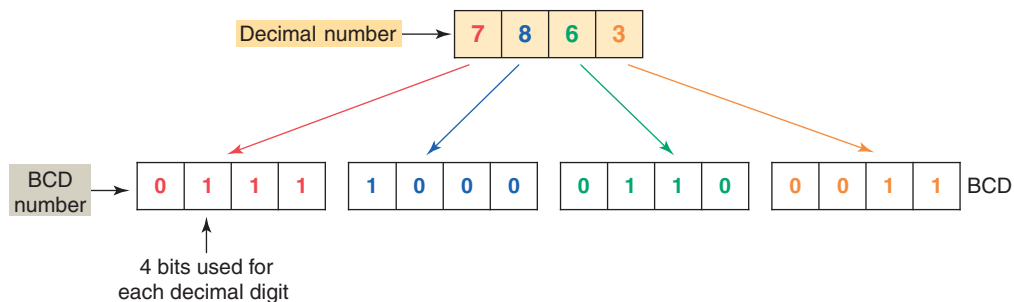 Decimal number
7 8 6 3
BCD
number
0 1 1 1
1 0 0 0
0 1 1 0
0 0 1 1
BCD
4 bits used for
each decimal digit